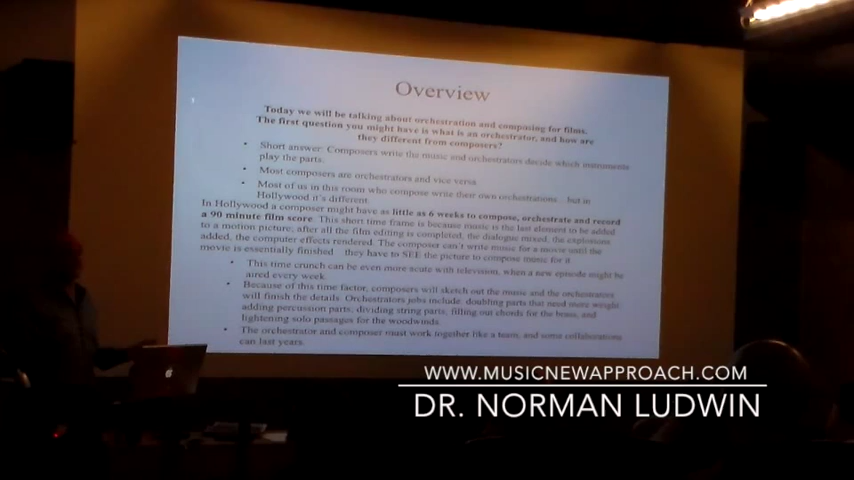 Overview
Today we will be talking about orchestration and composing for films.
The first question you might have is what is an orchestrator, and how are
they different from composers?
• Short answer: Composers write the music and orchestrators decide which instruments
play the parts.
• Most composers are orchestrators and vice versa.
• Most of us in this room who compose write their own orchestrations... but in
Hollywood it's different.
In Hollywood a composer might have as little as 6 weeks to compose, orchestrate and record
a 90 minute film score. This short time frame is because music is the last element to be added
to a motion picture; after all the film editing is completed, the dialogue mixed, the explosions
added, the computer effects rendered. The composer can't write music for a movie until the
movie is essentially finished they have to SEE the picture to compose music for it
• This time crunch can be even more acute with television, when a new episode might be
aired every week.
• Because of this time factor, composers will sketch out the music and the orchestrators
will finish the details. Orchestrators jobs include: doubling parts that need more weight,
adding percussion parts, dividing string parts, filling out chords for the brass, and
lightening solo passages for the woodwinds.
• The orchestrator and composer must work together like a team, and some collaborations
can last years.
WWW.MUSICNEWAPPROACH.COM
DR. NORMAN LUDWIN